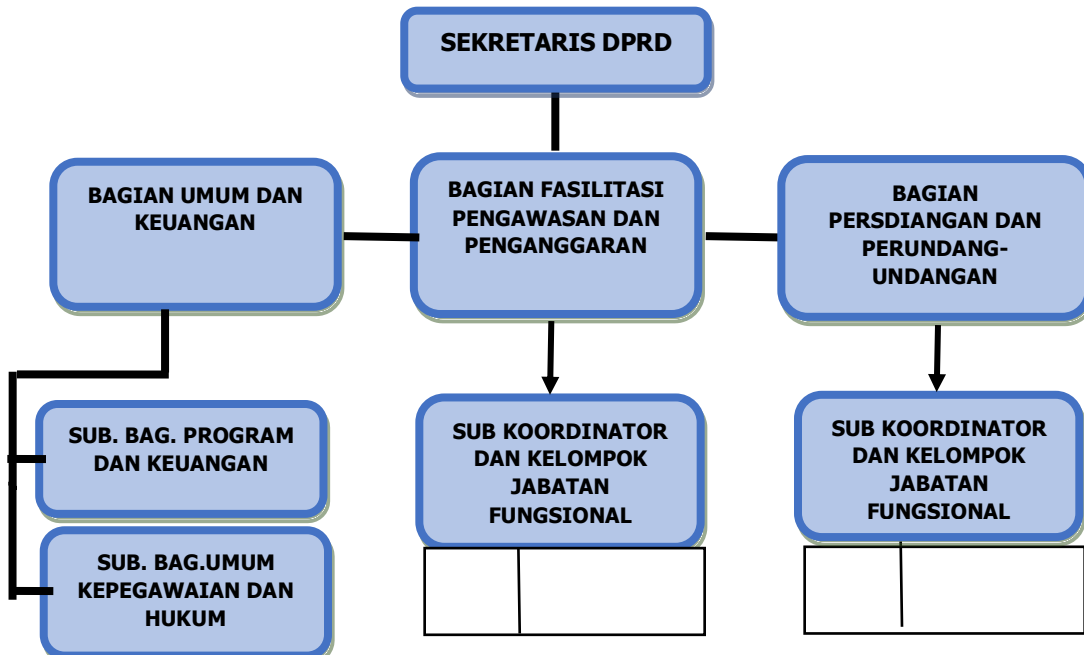 SEKRETARIS DPRD
BAGIAN UMUM DAN
KEUANGAN
BAGIAN FASILITASI
PENGAWASAN DAN
PENGANGGARAN
BAGIAN
PERSDIANGAN DAN
PERUNDANG-
UNDANGAN
SUB. BAG. PROGRAM
DAN KEUANGAN
SUB. BAG.UMUM
KEPEGAWAIAN DAN
HUKUM
SUB KOORDINATOR
DAN KELOMPOK
JABATAN
FUNGSIONAL
SUB KOORDINATOR
DAN KELOMPOK
JABATAN
FUNGSIONAL